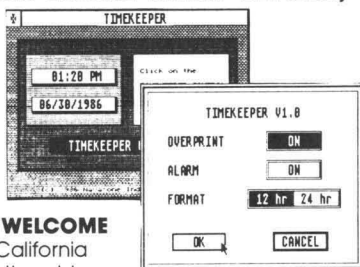 TIMEKEEPER
01:20 PM
06/30/1986
Click on the
TIMEKEEPER
TIMEKEEPER V1.0
OVERPRINT ON
ALARM ON
FORMAT 12 hr 24 hr
OK CANCEL
WELCOME
California